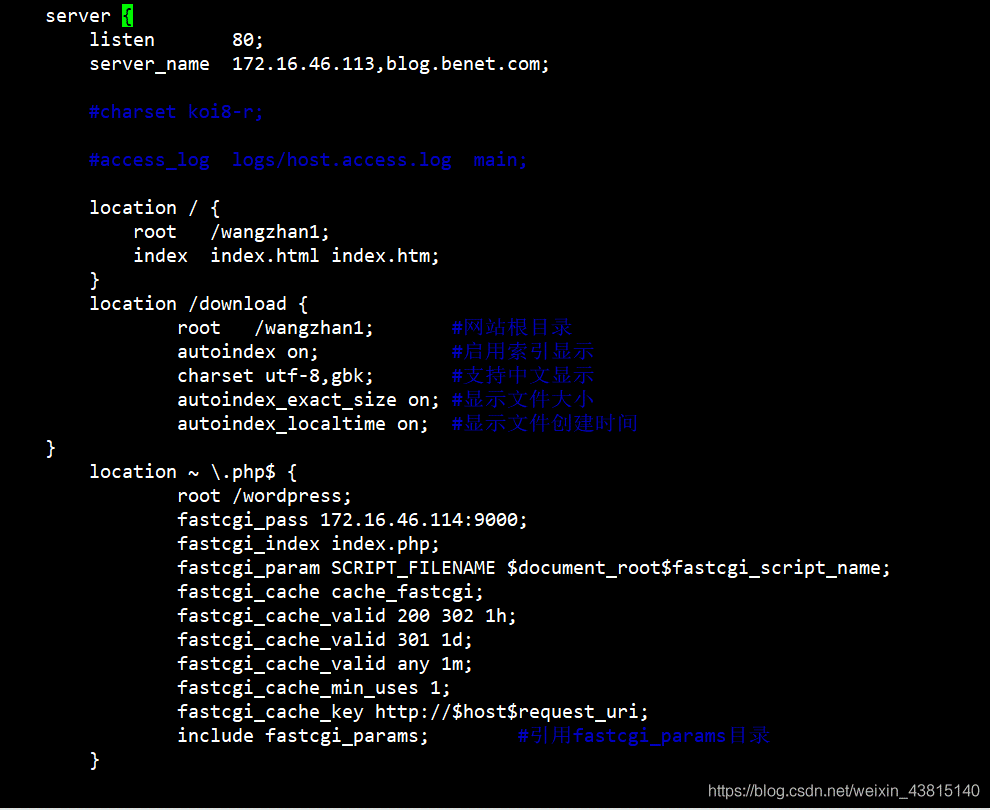 server {
    listen       80;
    server_name  172.16.46.113,blog.benet.com;
    #charset koi8-r;
    #access_log  logs/host.access.log  main;
    location / {
        root   /wangzhan1;
        index  index.html index.htm;
    }
    location /download {
            root   /wangzhan1;       #网站根目录
            autoindex on;            #启用索引显示
            charset utf-8,gbk;       #支持中文显示
            autoindex_exact_size on; #显示文件大小
            autoindex_localtime on;  #显示文件创建时间
}
    location ~ \.php$ {
            root /wordpress;
            fastcgi_pass 172.16.46.114:9000;
            fastcgi_index index.php;
            fastcgi_param SCRIPT_FILENAME $document_root$fastcgi_script_name;
            fastcgi_cache cache_fastcgi;
            fastcgi_cache_valid 200 302 1h;
            fastcgi_cache_valid 301 1d;
            fastcgi_cache_valid any 1m;
            fastcgi_cache_min_uses 1;
            fastcgi_cache_key http://$host$request_uri;
            include fastcgi_params;        #引用fastcgi_params目录
    }
https://blog.csdn.net/weixin_43815140